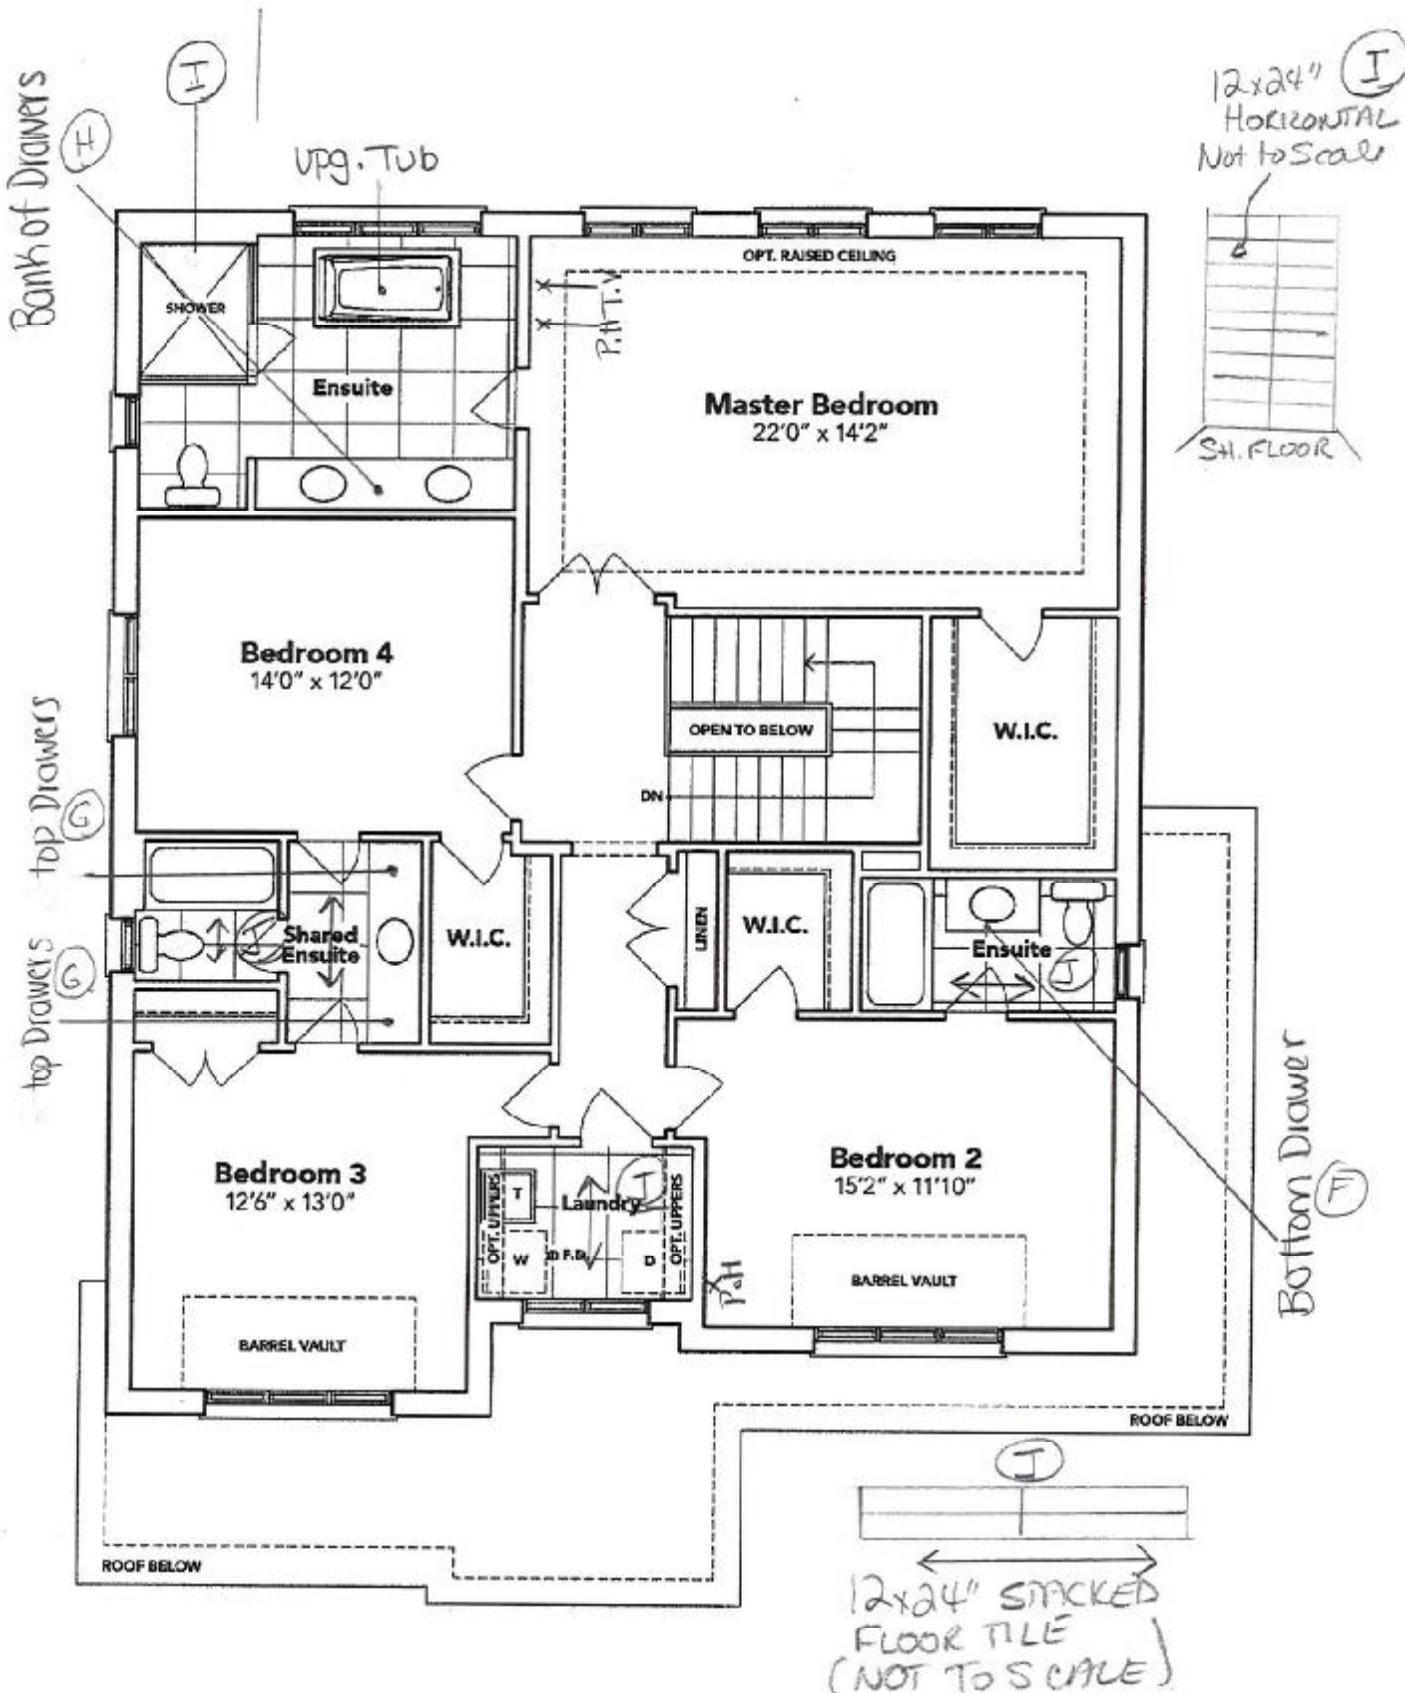 I
12x24" I
HORIZONTAL
Not to Scale
Bank of Drawers
H
Upg. Tub
OPT. RAISED CEILING
SHOWER
P.H T.V
Ensuite
Master Bedroom
22'0" x 14'2"
SH. FLOOR
Bedroom 4
14'0" x 12'0"
OPEN TO BELOW
W.I.C.
DN
top Drawers
G
top Drawers
G
Shared
Ensuite
W.I.C.
LINEN
W.I.C.
Ensuite
Bottom Drawer
F
Bedroom 3
12'6" x 13'0"
OPT. UPPERS
T
Laundry
OPT. UPPERS
W
F.D.
D
Bedroom 2
15'2" x 11'10"
P.H
BARREL VAULT
BARREL VAULT
ROOF BELOW
ROOF BELOW
12x24" STACKED
FLOOR TILE
(NOT TO SCALE)